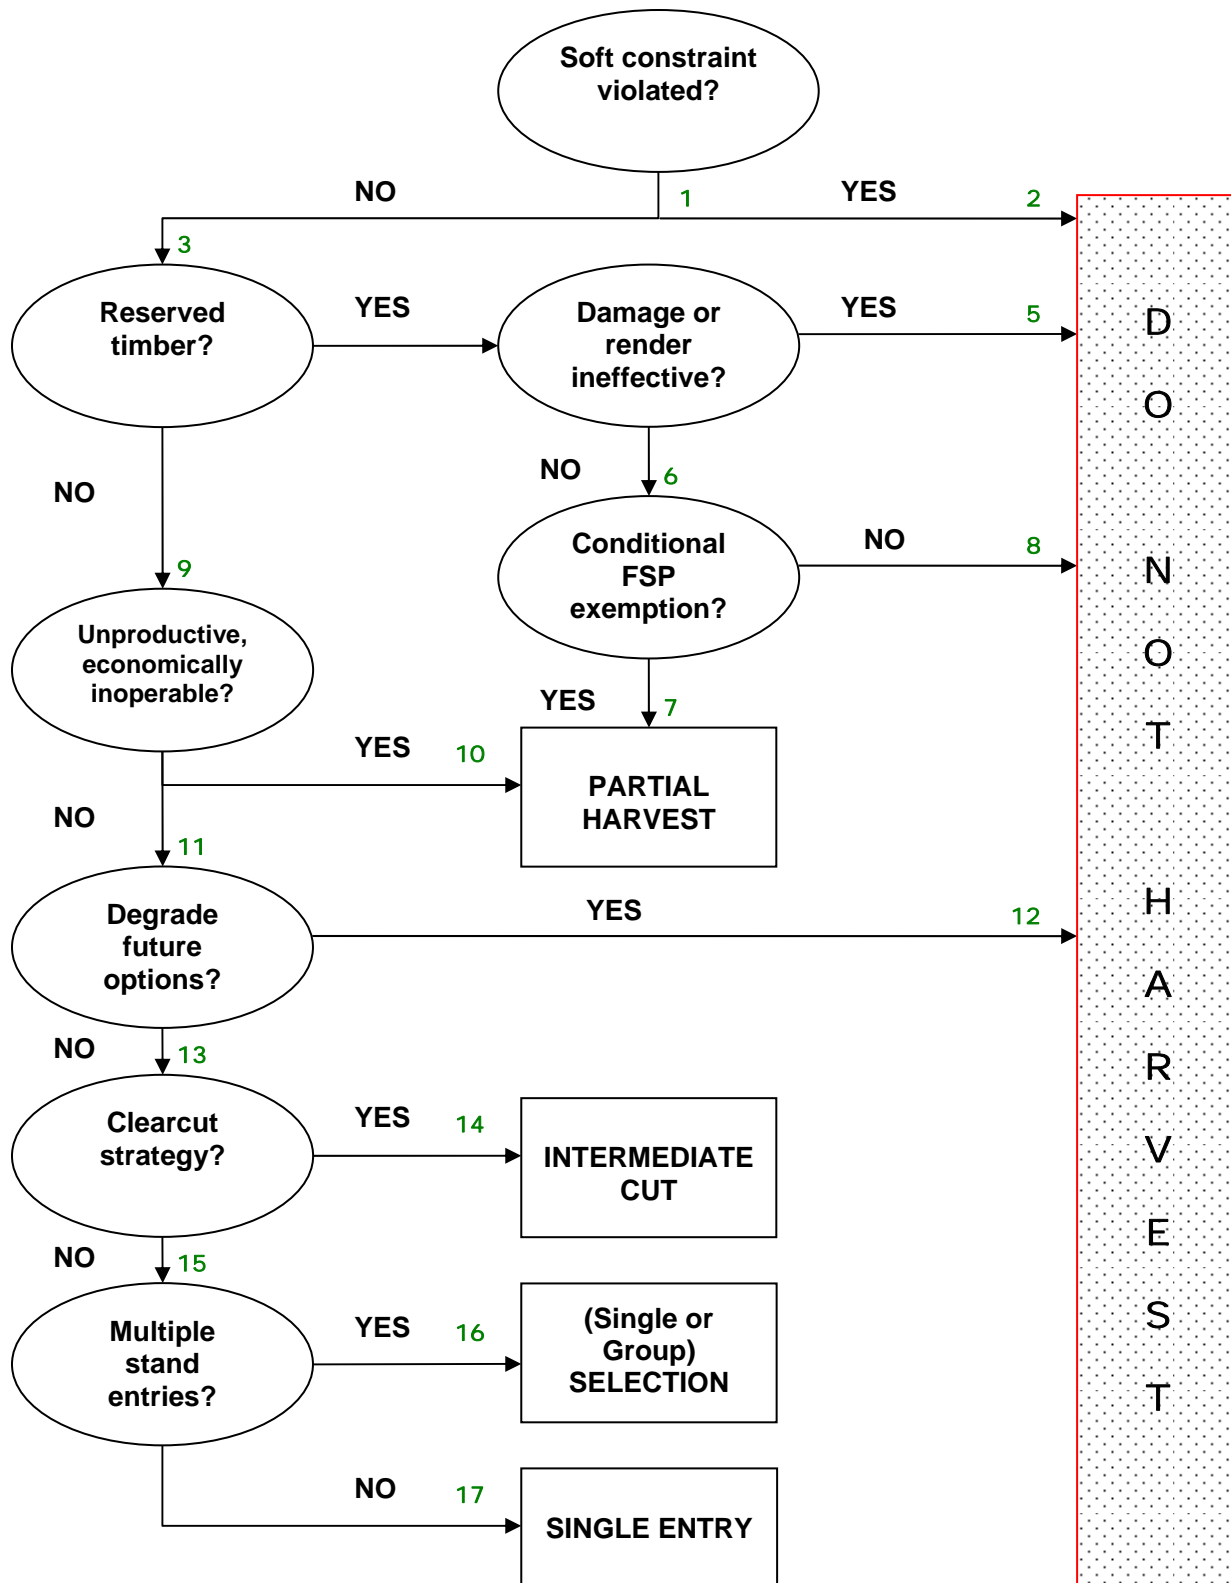 Soft constraint
violated?
NO
1
YES
2
3
Reserved
timber?
YES
Damage or
render
ineffective?
YES
5
NO
6
NO
9
Conditional
FSP
exemption?
NO
8
Unproductive,
economically
inoperable?
YES
7
YES
10
PARTIAL
HARVEST
NO
11
Degrade
future
options?
YES
12
NO
13
Clearcut
strategy?
YES
14
INTERMEDIATE
CUT
NO
15
Multiple
stand
entries?
YES
16
(Single or
Group)
SELECTION
NO
17
SINGLE ENTRY
D
O
N
O
T
H
A
R
V
E
S
T